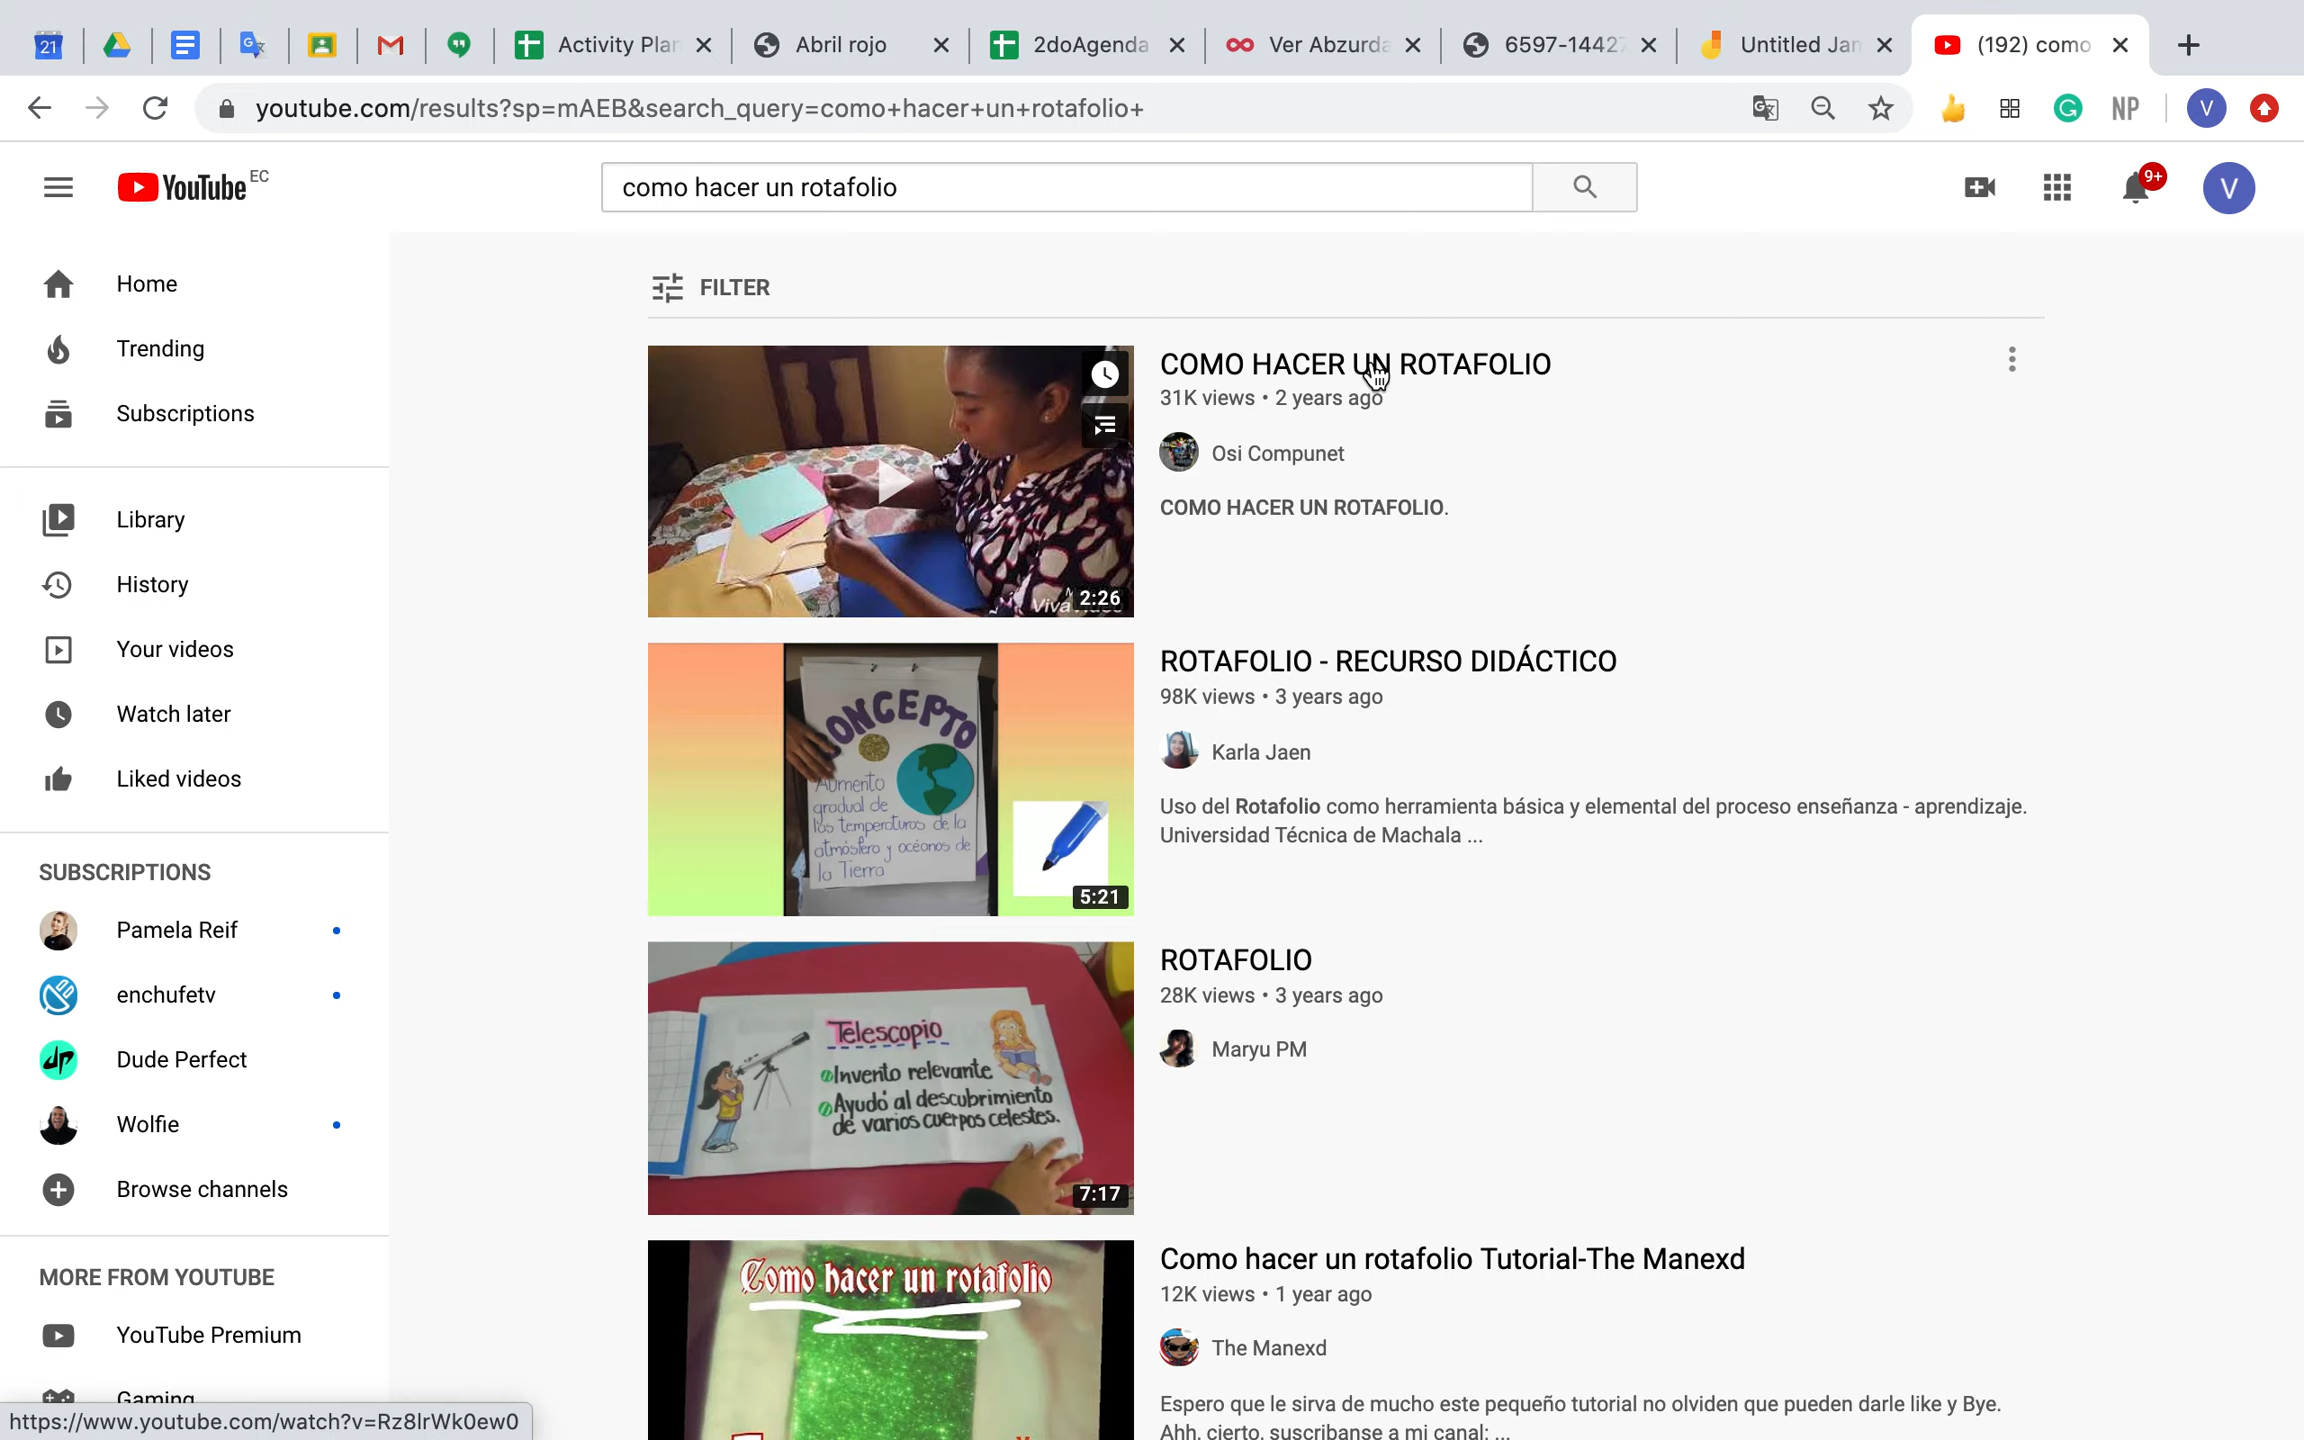 21
Activity Plan
Abril rojo
2doAgenda
Ver Abzurda
6597-14427
Untitled Jam
(192) como
youtube.com/results?sp=mAEB&search_query=como+hacer+un+rotafolio+
NP
V
YouTube EC
como hacer un rotafolio
9+
V
Home
Trending
Subscriptions
Library
History
Your videos
Watch later
Liked videos
SUBSCRIPTIONS
Pamela Reif
enchufetv
Dude Perfect
Wolfie
Browse channels
MORE FROM YOUTUBE
YouTube Premium
Gaming
https://www.youtube.com/watch?v=Rz8lrWk0ew0
FILTER
2:26
COMO HACER UN ROTAFOLIO
31K views • 2 years ago
Osi Compunet
COMO HACER UN ROTAFOLIO.
CONCEPTO
Aumento
gradual de
las temperaturas de la
atmósfera y océanos de
la Tierra
5:21
ROTAFOLIO - RECURSO DIDÁCTICO
98K views • 3 years ago
Karla Jaen
Uso del Rotafolio como herramienta básica y elemental del proceso enseñanza - aprendizaje.
Universidad Técnica de Machala ...
Telescopio
Invento relevante
Ayudó al descubrimiento
de varios cuerpos celestes.
7:17
ROTAFOLIO
28K views • 3 years ago
Maryu PM
Como hacer un rotafolio
Como hacer un rotafolio Tutorial-The Manexd
12K views • 1 year ago
The Manexd
Espero que le sirva de mucho este pequeño tutorial no olviden que pueden darle like y Bye.
Ahh, cierto, suscribanse a mi canal: ...